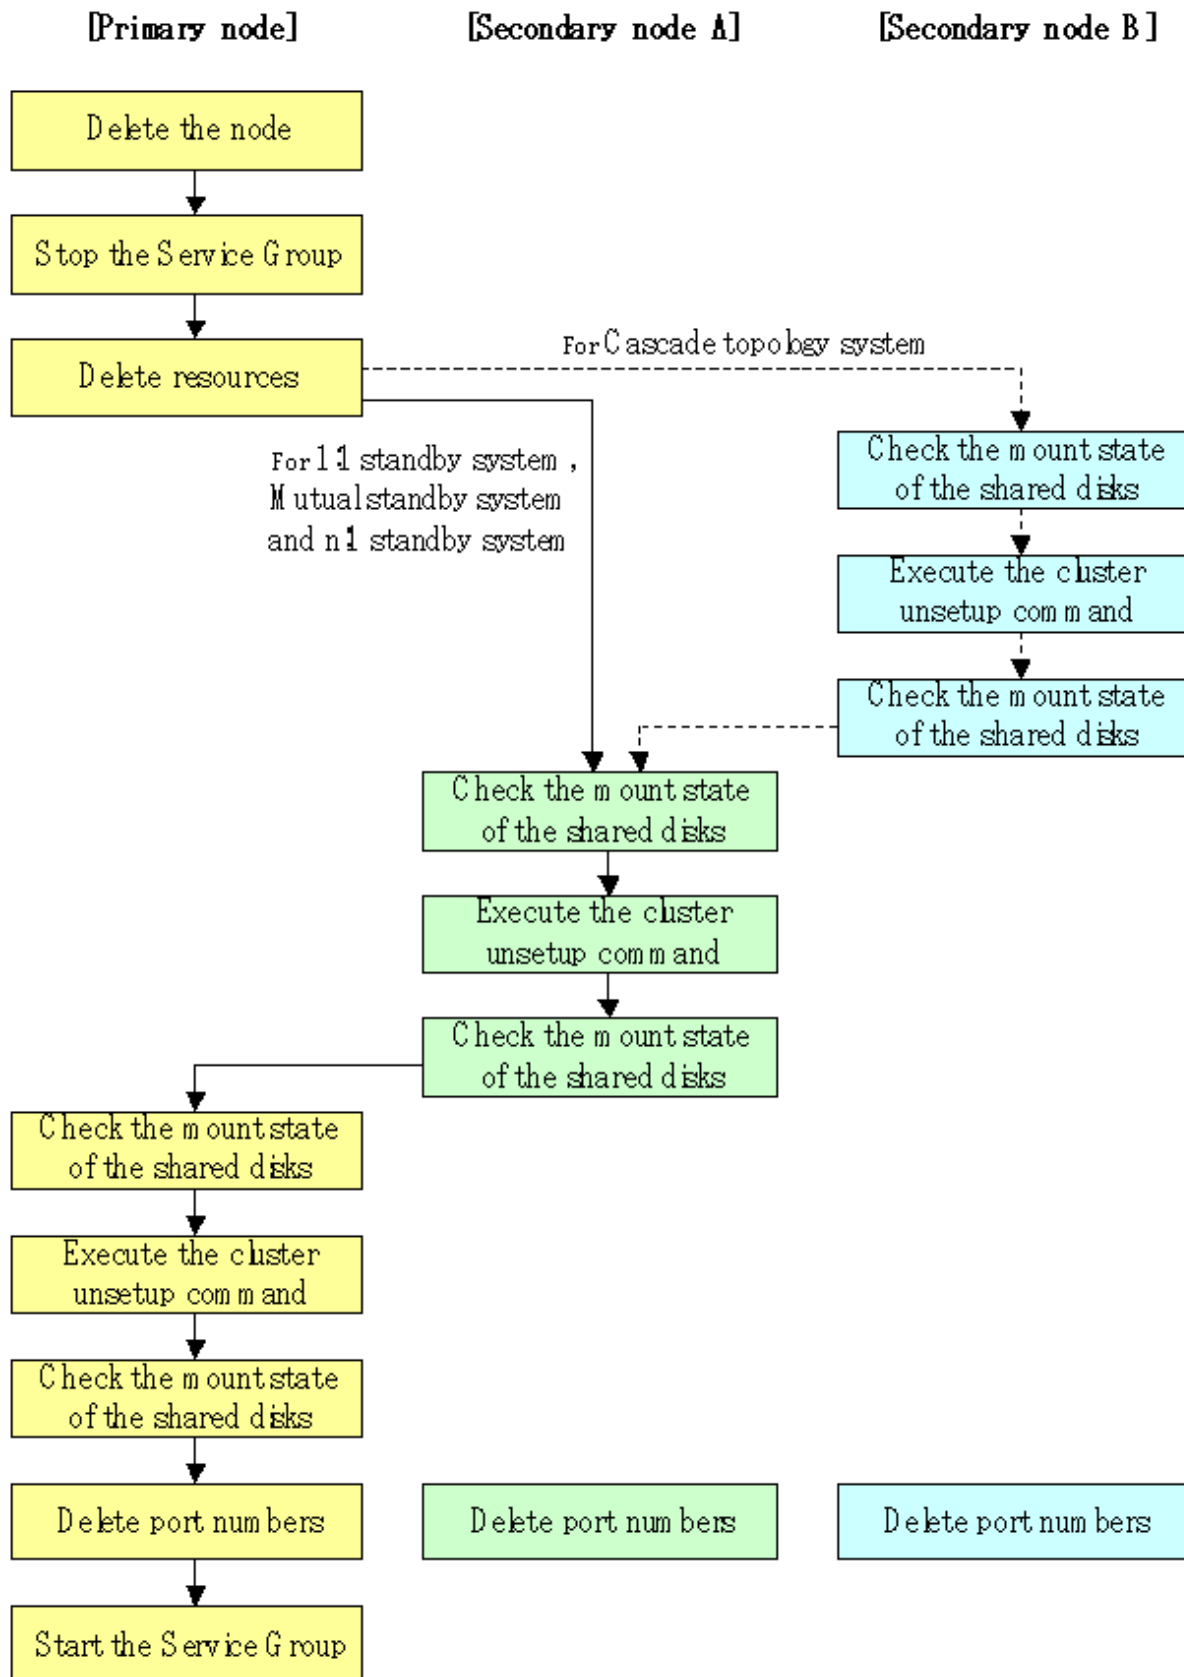 [Primary node] [Secondary node A] [Secondary node B]
Delete the node
Stop the Service Group
Delete resources
For Cascade topology system
For 1:1 standby system,
Mutual standby system
and n:1 standby system
Check the mount state
of the shared disks
Execute the cluster
unsetup command
Check the mount state
of the shared disks
Check the mount state
of the shared disks
Execute the cluster
unsetup command
Check the mount state
of the shared disks
Check the mount state
of the shared disks
Execute the cluster
unsetup command
Check the mount state
of the shared disks
Delete port numbers Delete port numbers Delete port numbers
Start the Service Group